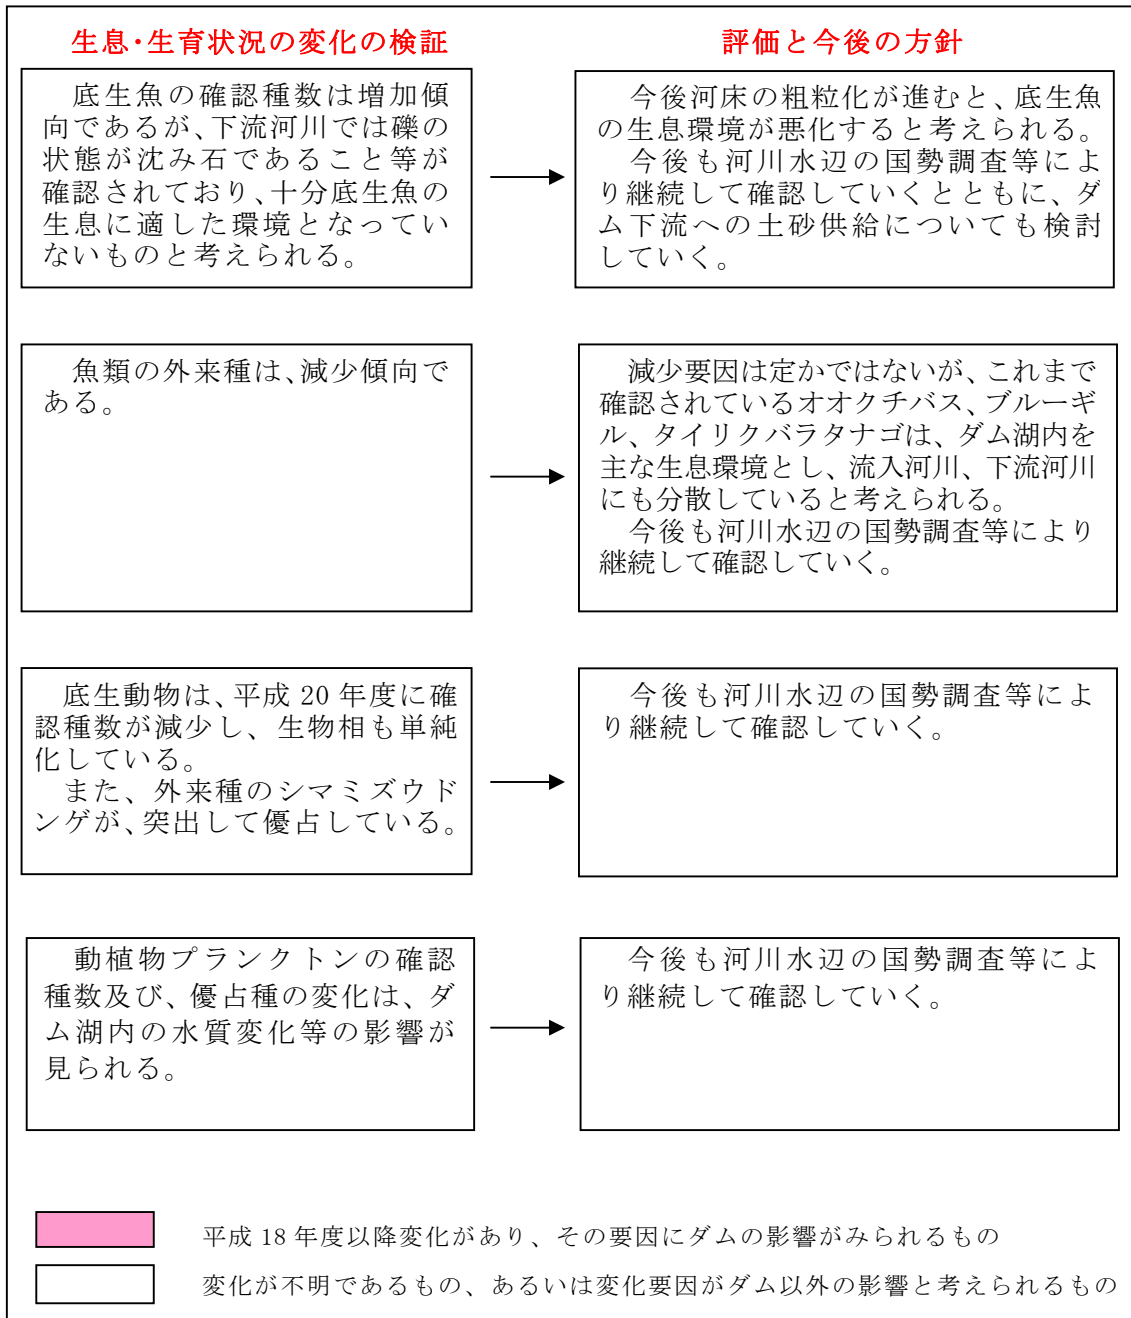 生息・生育状況の変化の検証
評価と今後の方針
底生魚の確認種数は増加傾
向であるが、下流河川では礫の
状態が沈み石であること等が
確認されており、十分底生魚の
生息に適した環境となってい
ないものと考えられる。
今後河床の粗粒化が進むと、底生魚
の生息環境が悪化すると考えられる。
今後も河川水辺の国勢調査等によ
り継続して確認していくとともに、ダ
ム下流への土砂供給についても検討
していく。
魚類の外来種は、減少傾向で
ある。
減少要因は定かではないが、これまで
確認されているオオクチバス、ブルーギ
ル、タイリクバラタナゴは、ダム湖内を
主な生息環境とし、流入河川、下流河川
にも分散していると考えられる。
今後も河川水辺の国勢調査等により
継続して確認していく。
底生動物は、平成 20 年度に確
認種数が減少し、生物相も単純
化している。
また、外来種のシマミズウド
ンゲが、突出して優占している。
今後も河川水辺の国勢調査等によ
り継続して確認していく。
動植物プランクトンの確認
種数及び、優占種の変化は、ダ
ム湖内の水質変化等の影響が
見られる。
今後も河川水辺の国勢調査等によ
り継続して確認していく。
平成 18 年度以降変化があり、その要因にダムの影響がみられるもの
変化が不明であるもの、あるいは変化要因がダム以外の影響と考えられるもの